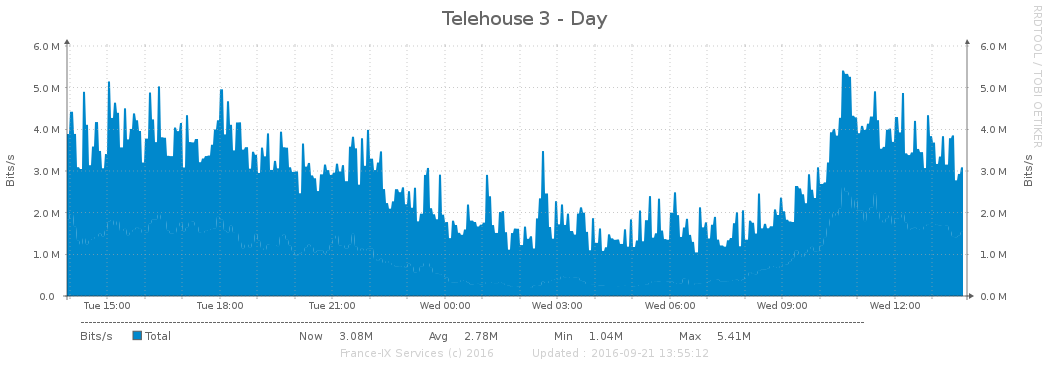 Telehouse 3 - Day
RRDTOOL / TOBI OETIKER
Bits/s
6.0 M
5.0 M
4.0 M
3.0 M
2.0 M
1.0 M
0.0
6.0 M
5.0 M
4.0 M
3.0 M
2.0 M
1.0 M
0.0 M
Bits/s
Tue 15:00 Tue 18:00 Tue 21:00 Wed 00:00 Wed 03:00 Wed 06:00 Wed 09:00 Wed 12:00
Bits/s Total Now 3.08M Avg 2.78M Min 1.04M Max 5.41M
France-IX Services (c) 2016 Updated : 2016-09-21 13:55:12